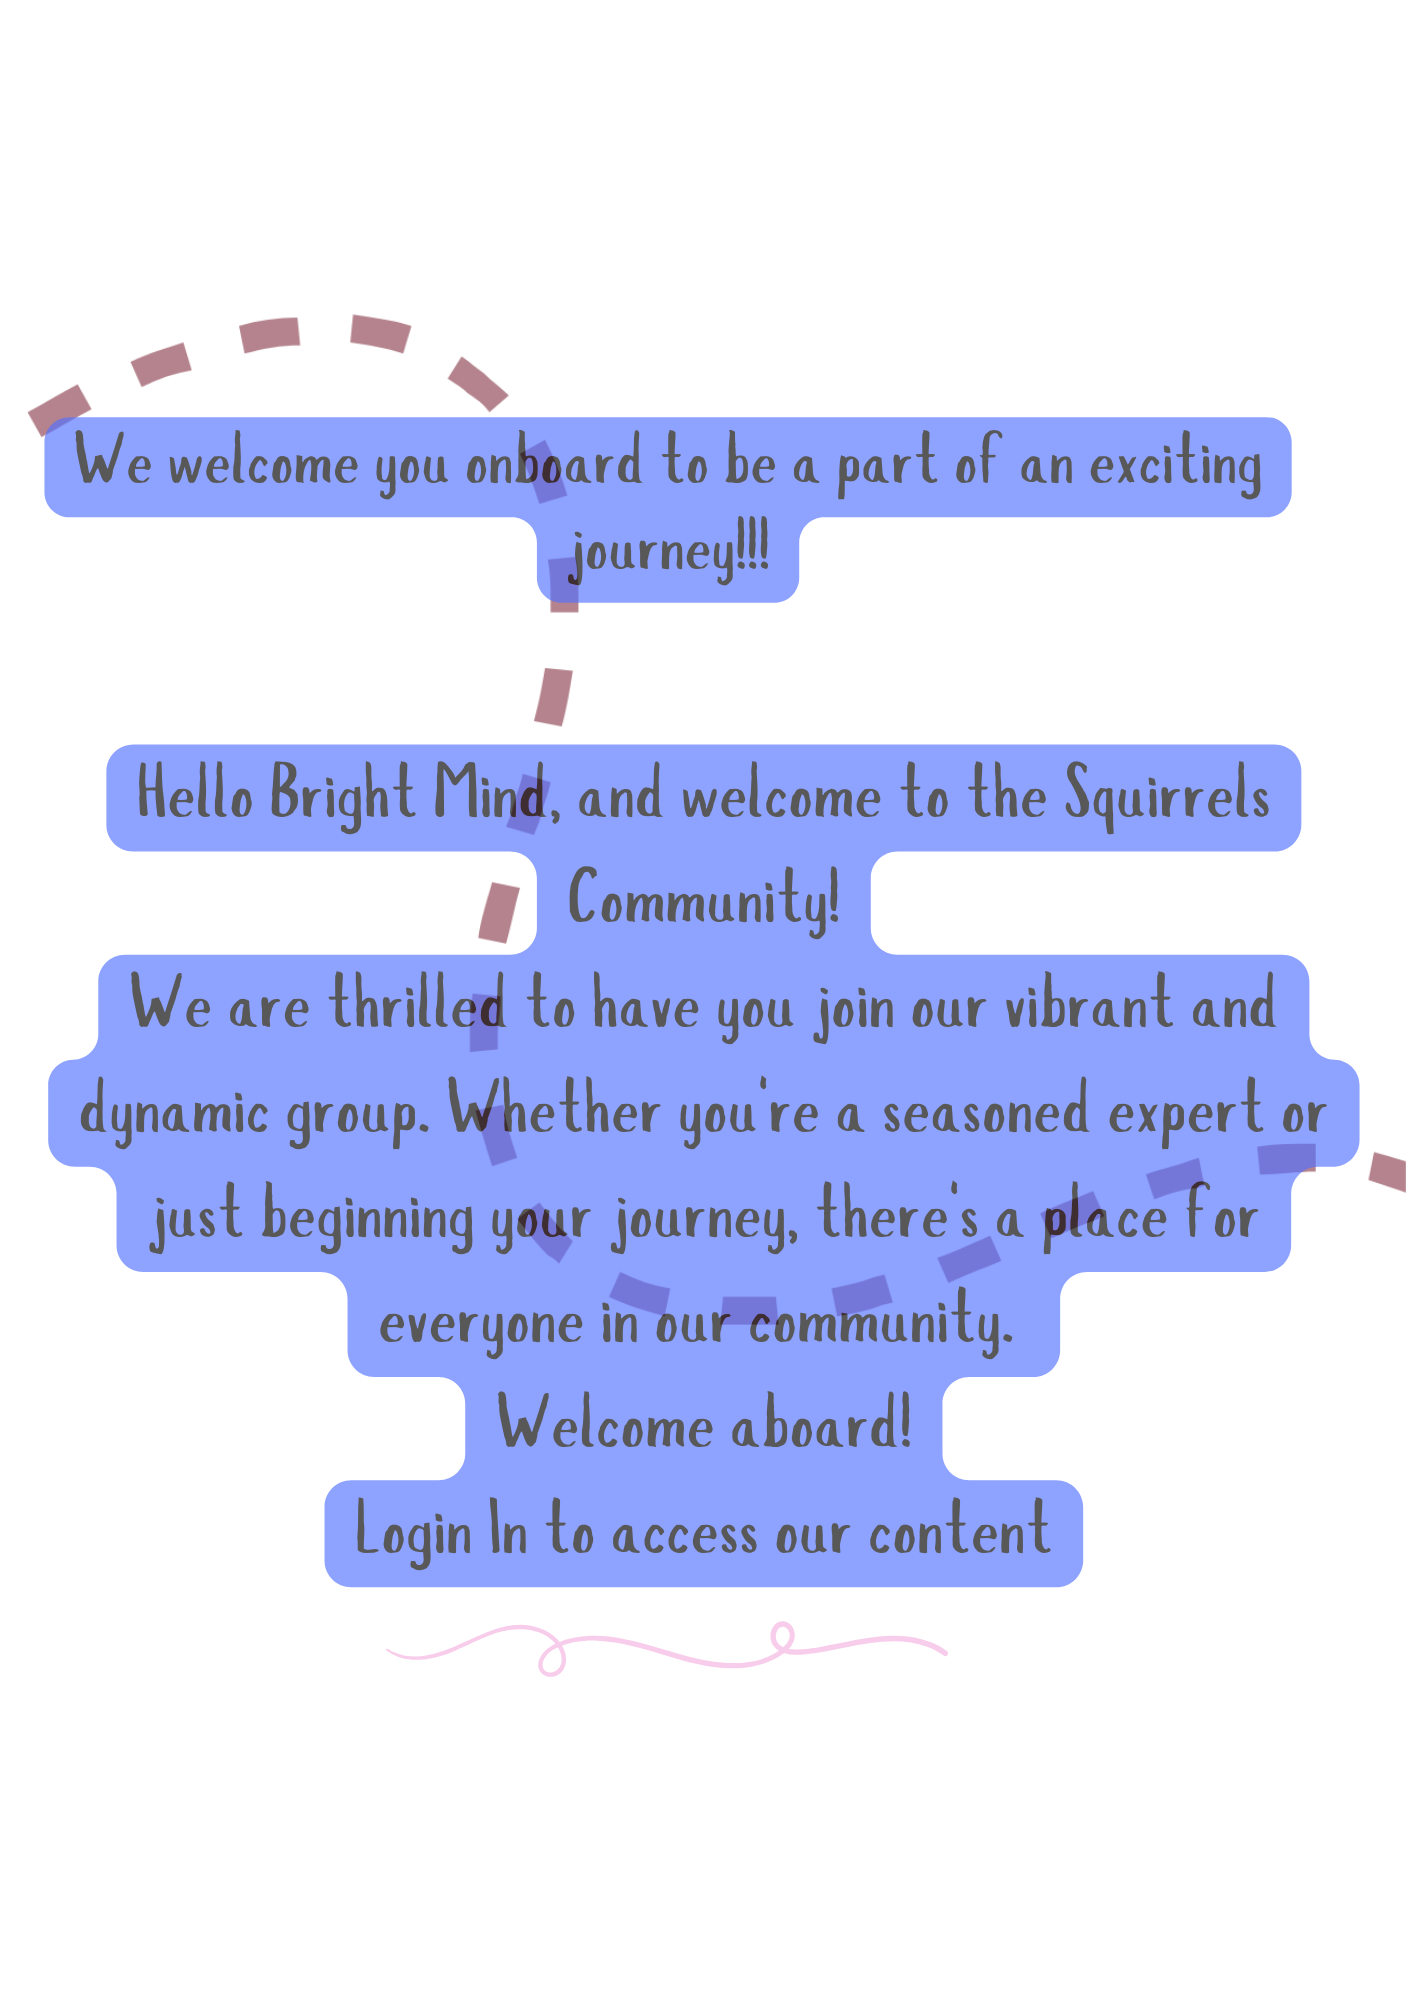 We welcome you onboard to be a part of an exciting
journey!!!
Hello Bright Mind, and welcome to the Squirrels
Community!
We are thrilled to have you join our vibrant and
dynamic group. Whether you're a seasoned expert or
just beginning your journey, there's a place for
everyone in our community.
Welcome aboard!
Login In to access our content